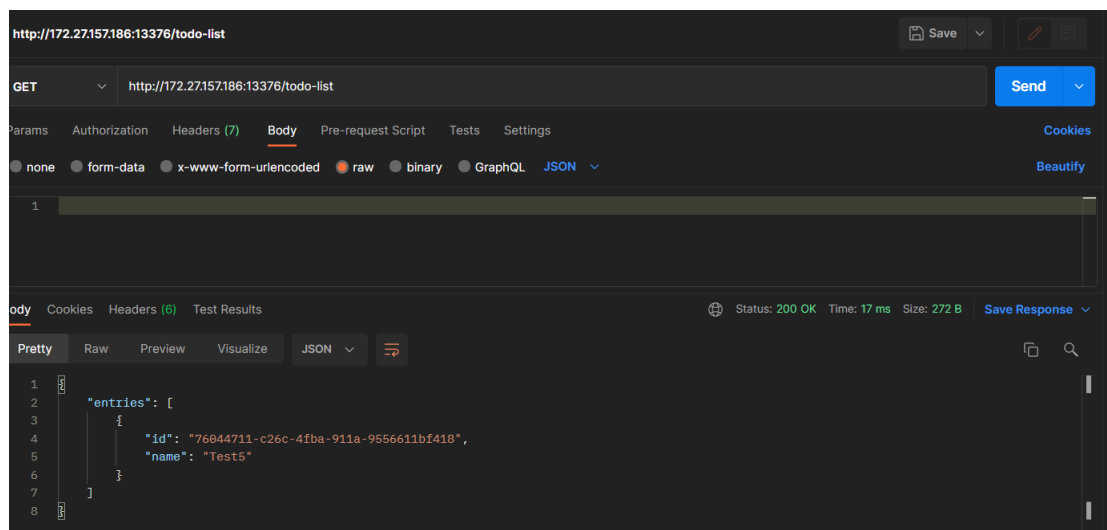 http://172.27.157.186:13376/todo-list
Save
GET
http://172.27.157.186:13376/todo-list
Send
Params Authorization Headers (7) Body Pre-request Script Tests Settings
Cookies
none form-data x-www-form-urlencoded raw binary GraphQL JSON
Beautify
1
ody Cookies Headers (6) Test Results
Status: 200 OK Time: 17 ms Size: 272 B Save Response
Pretty Raw Preview Visualize JSON
1 {
2 "entries": [
3 {
4 "id": "76044711-c26c-4fba-911a-9556611bf418",
5 "name": "Test5"
6 }
7 ]
8 }